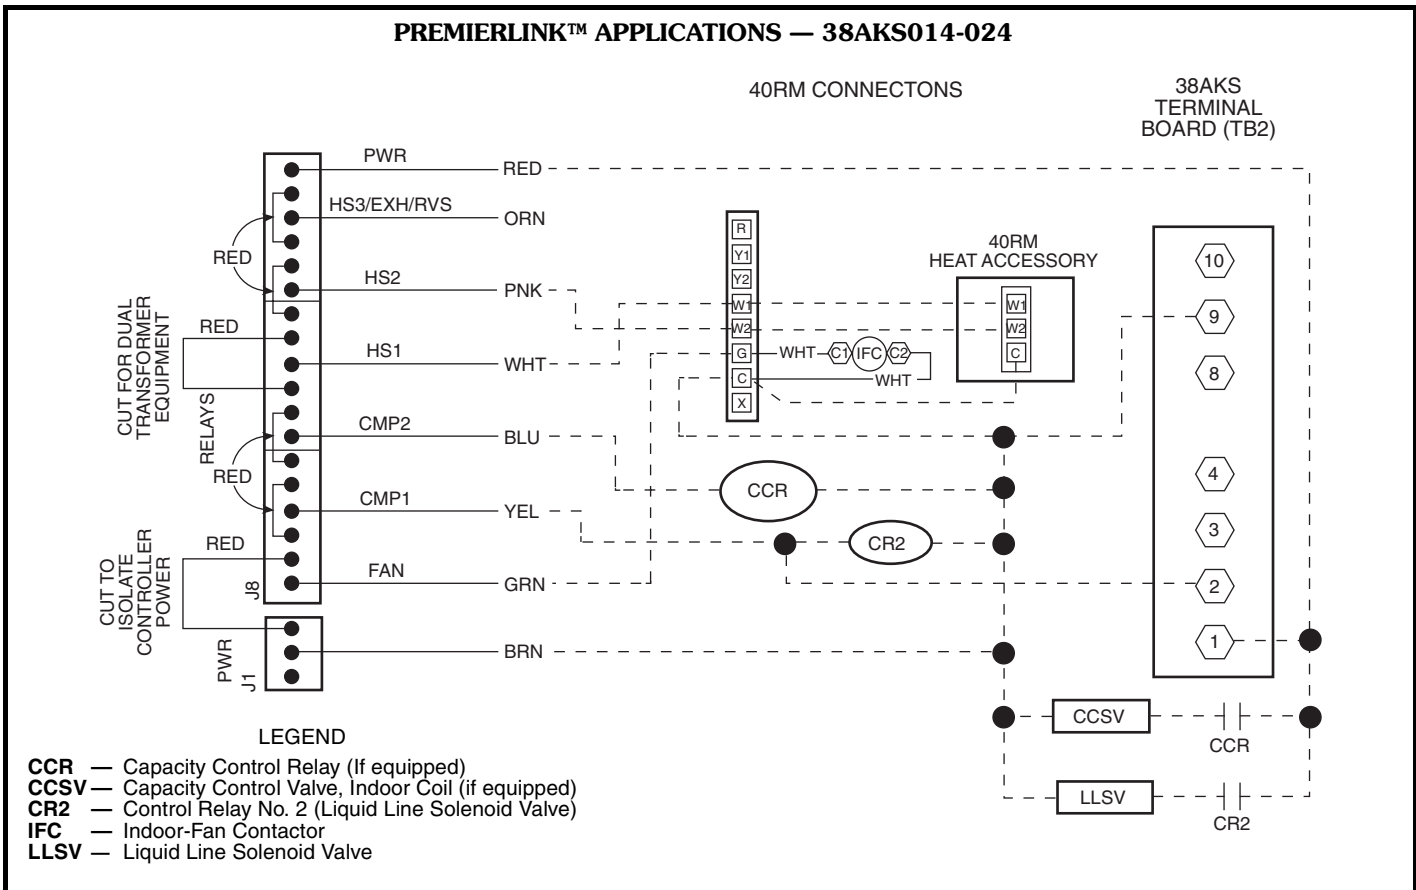 PREMIERLINK™ APPLICATIONS — 38AKS014-024
40RM CONNECTONS
38AKS
TERMINAL
BOARD (TB2)
PWR
RED
HS3/EXH/RVS
ORN
RED
HS2
PNK
RED
HS1
WHT
CUT FOR DUAL
TRANSFORMER
EQUIPMENT
RELAYS
CMP2
BLU
RED
CMP1
YEL
RED
FAN
GRN
CUT TO
ISOLATE
CONTROLLER
POWER
J8
PWR
J1
BRN
R
Y1
Y2
W1
W2
G
C
X
WHT
C1
IFC
C2
WHT
40RM
HEAT ACCESSORY
W1
W2
C
10
9
8
4
3
2
1
CCR
CR2
CCSV
CCR
LLSV
CR2
LEGEND
CCR — Capacity Control Relay (If equipped)
CCSV — Capacity Control Valve, Indoor Coil (if equipped)
CR2 — Control Relay No. 2 (Liquid Line Solenoid Valve)
IFC — Indoor-Fan Contactor
LLSV — Liquid Line Solenoid Valve